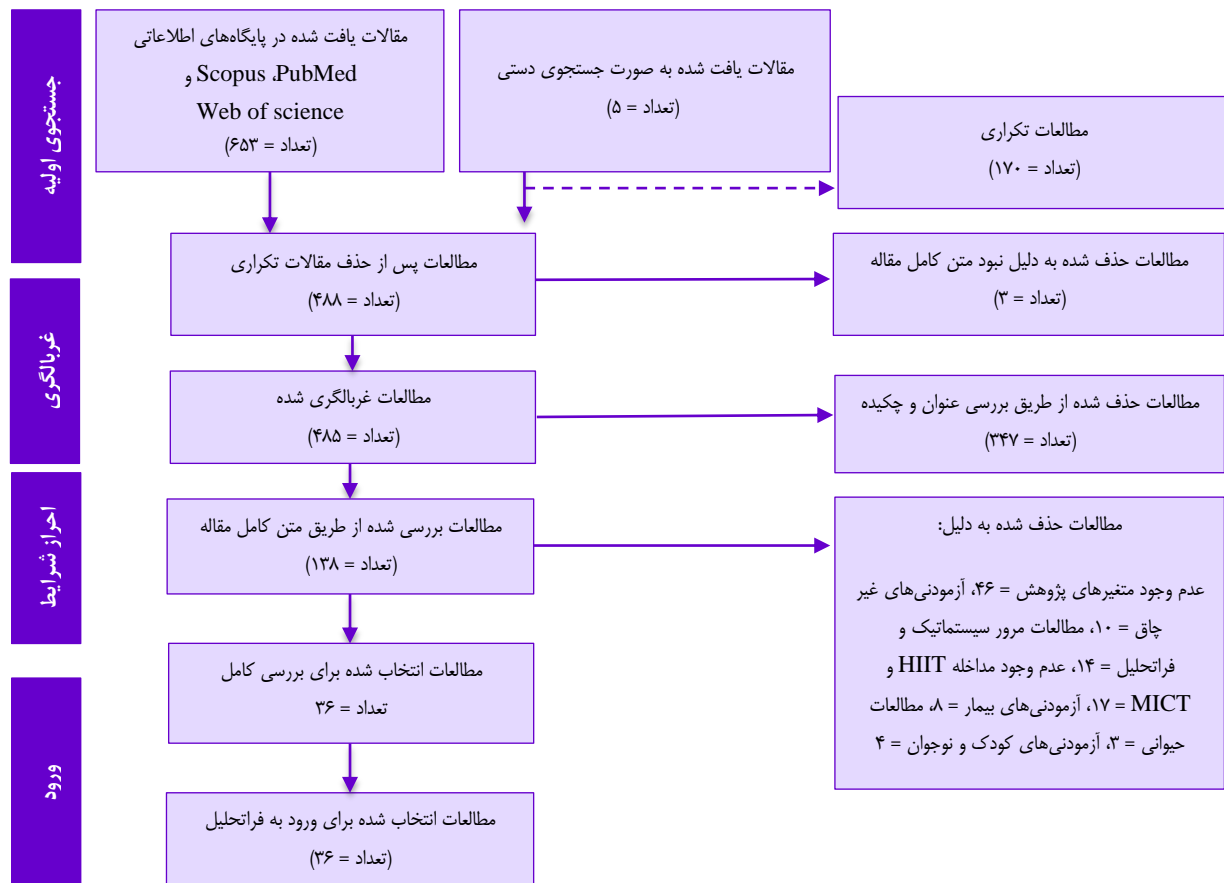 جستجوی اولیه
مقالات یافت شده در پایگاه‌های اطلاعاتی
Scopus ،PubMed و
Web of science
(تعداد = ۶۵۳)
مقالات یافت شده به صورت جستجوی دستی
(تعداد = ۵)
مطالعات تکراری
(تعداد = ۱۷۰)
مطالعات پس از حذف مقالات تکراری
(تعداد = ۴۸۸)
مطالعات حذف شده به دلیل نبود متن کامل مقاله
(تعداد = ۳)
غربالگری
مطالعات غربالگری شده
(تعداد = ۴۸۵)
مطالعات حذف شده از طریق بررسی عنوان و چکیده
(تعداد = ۳۴۷)
احراز شرایط
مطالعات بررسی شده از طریق متن کامل مقاله
(تعداد = ۱۳۸)
مطالعات حذف شده به دلیل:
عدم وجود متغیرهای پژوهش = ۴۶، آزمودنی‌های غیر
چاق = ۱۰، مطالعات مرور سیستماتیک و
فراتحلیل = ۱۴، عدم وجود مداخله HIIT و
MICT = ۱۷، آزمودنی‌های بیمار = ۸، مطالعات
حیوانی = ۳، آزمودنی‌های کودک و نوجوان = ۴
مطالعات انتخاب شده برای بررسی کامل
تعداد = ۳۶
ورود
مطالعات انتخاب شده برای ورود به فراتحلیل
(تعداد = ۳۶)